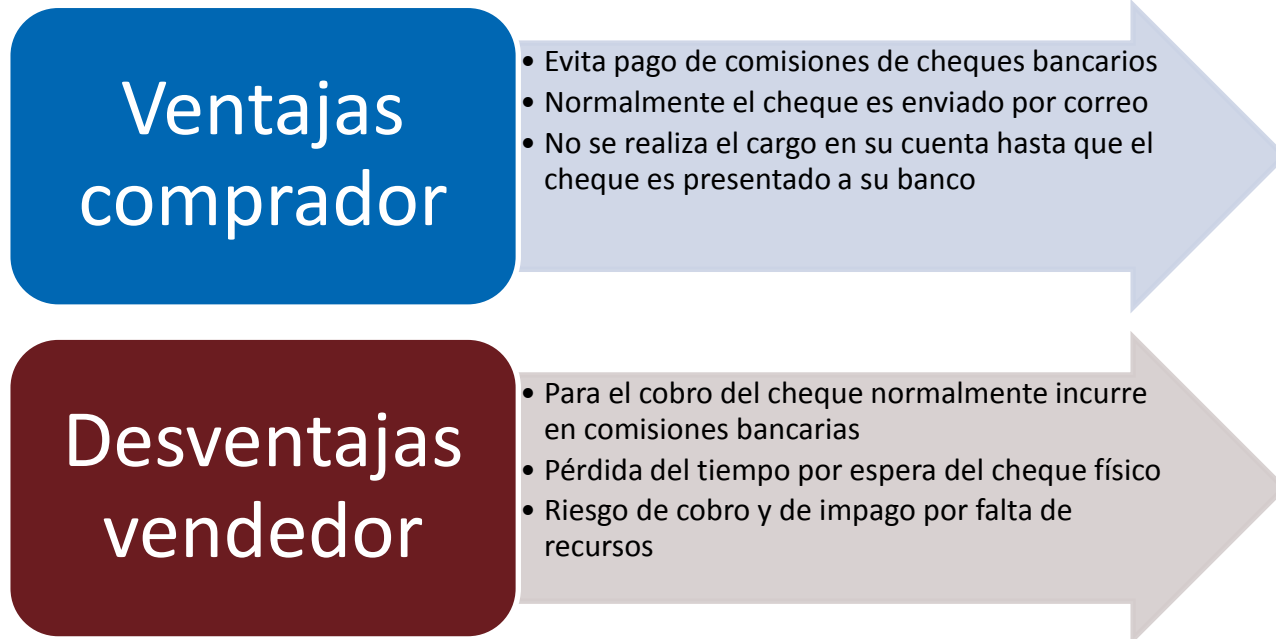 Ventajas
comprador
• Evita pago de comisiones de cheques bancarios
• Normalmente el cheque es enviado por correo
• No se realiza el cargo en su cuenta hasta que el
cheque es presentado a su banco
Desventajas
vendedor
• Para el cobro del cheque normalmente incurre
en comisiones bancarias
• Pérdida del tiempo por espera del cheque físico
• Riesgo de cobro y de impago por falta de
recursos